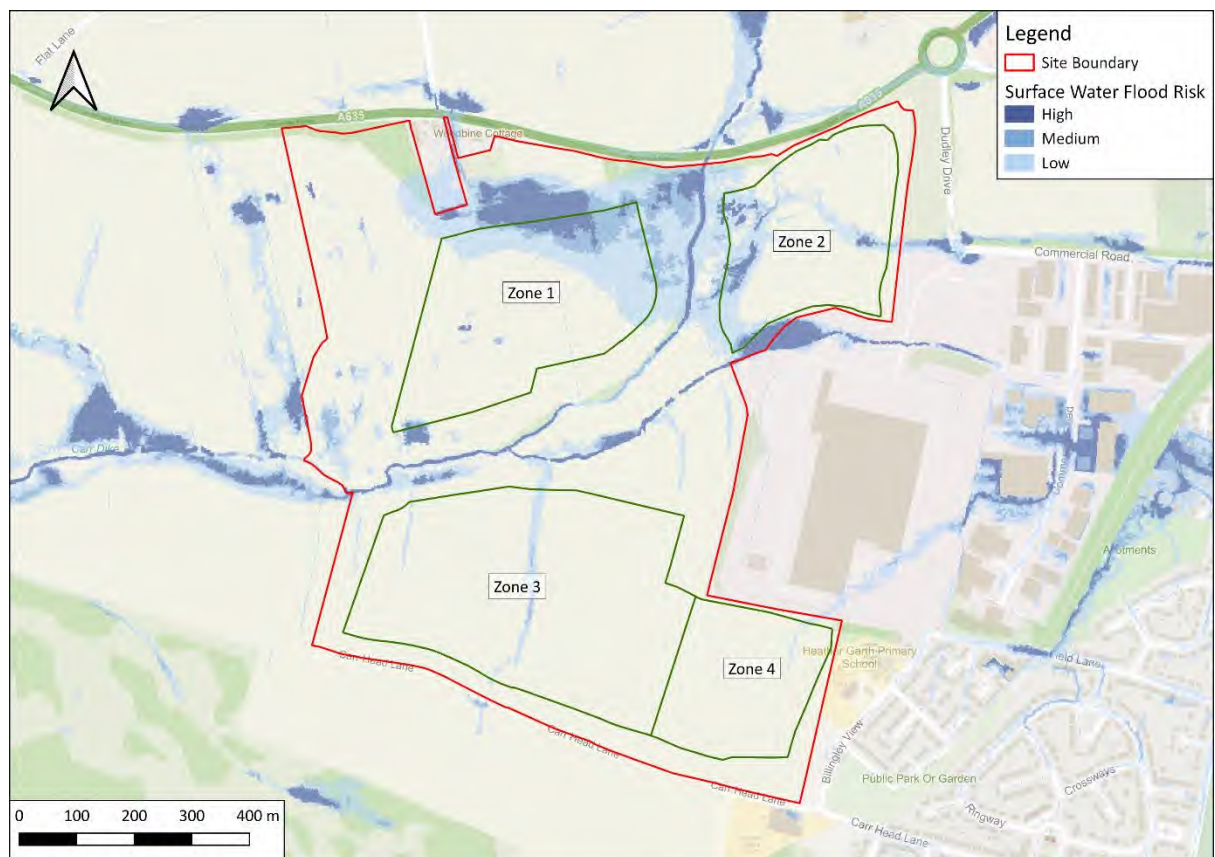 Flat Lane
A635
Woodbine Cottage
A635
Dudley Drive
Legend
Site Boundary
Surface Water Flood Risk
High
Medium
Low
Zone 2
Commercial Road
Zone 1
Carr Dike
Allotments
Zone 3
Zone 4
Heather Garth Primary
School
Field Lane
Carr Head Lane
Carr Head Lane
Carr Head Lane
Billingley View
Public Park Or Garden
Crossways
Ringway
Carr Head Lane
0 100 200 300 400 m